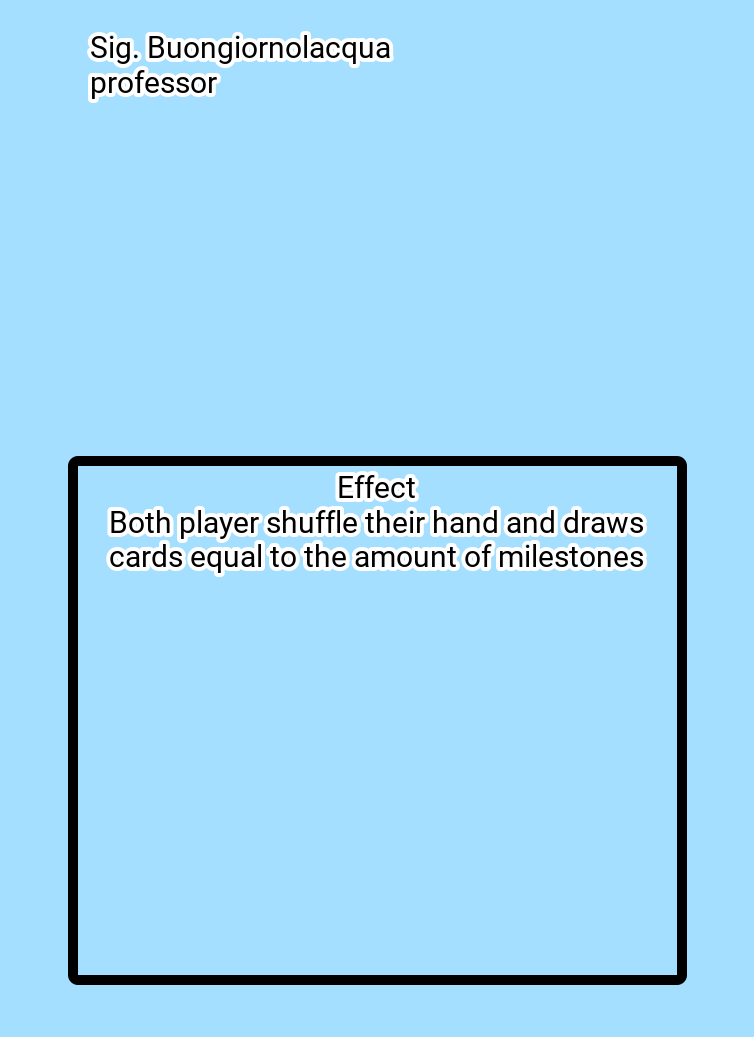 Sig. Buongiornolacqua
professor
Effect
Both player shuffle their hand and draws
cards equal to the amount of milestones